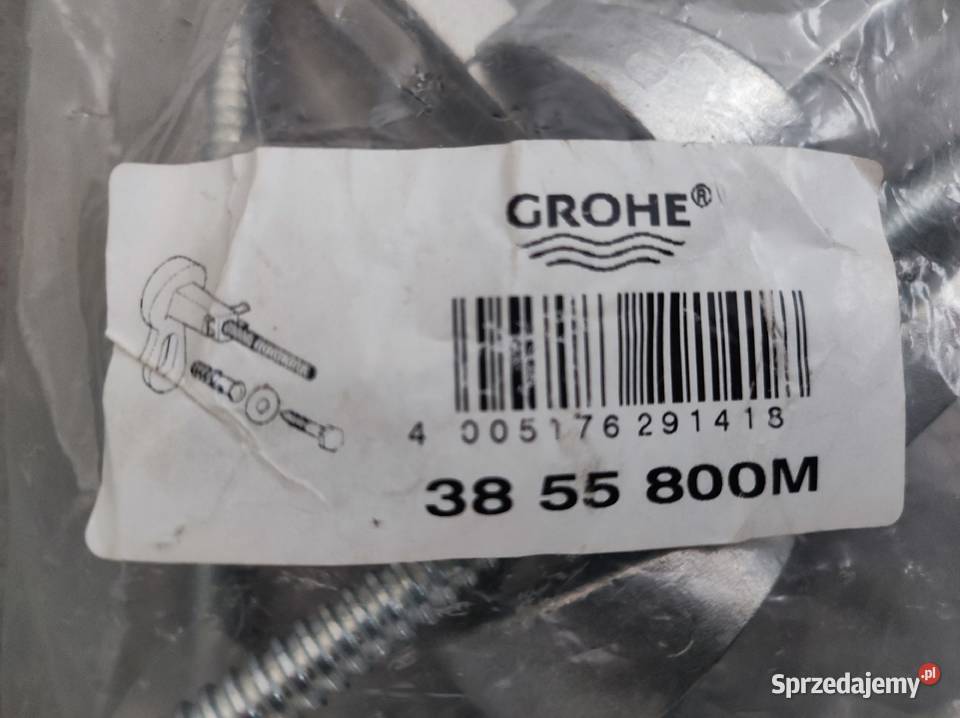 GROHE®
4 005176 291418
38 55 800M
Sprzedajemy.pl